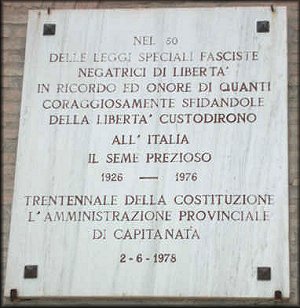 NEL 50
DELLE LEGGI SPECIALI FASCISTE
NEGATRICI DI LIBERTA'
IN RICORDO ED ONORE DI QUANTI
CORAGGIOSAMENTE SFIDANDOLE
DELLA LIBERTA' CUSTODIRONO
ALL' ITALIA
IL SEME PREZIOSO
1926 — 1976
TRENTENNALE DELLA COSTITUZIONE
L'AMMINISTRAZIONE PROVINCIALE
DI CAPITANATA
2-6-1978